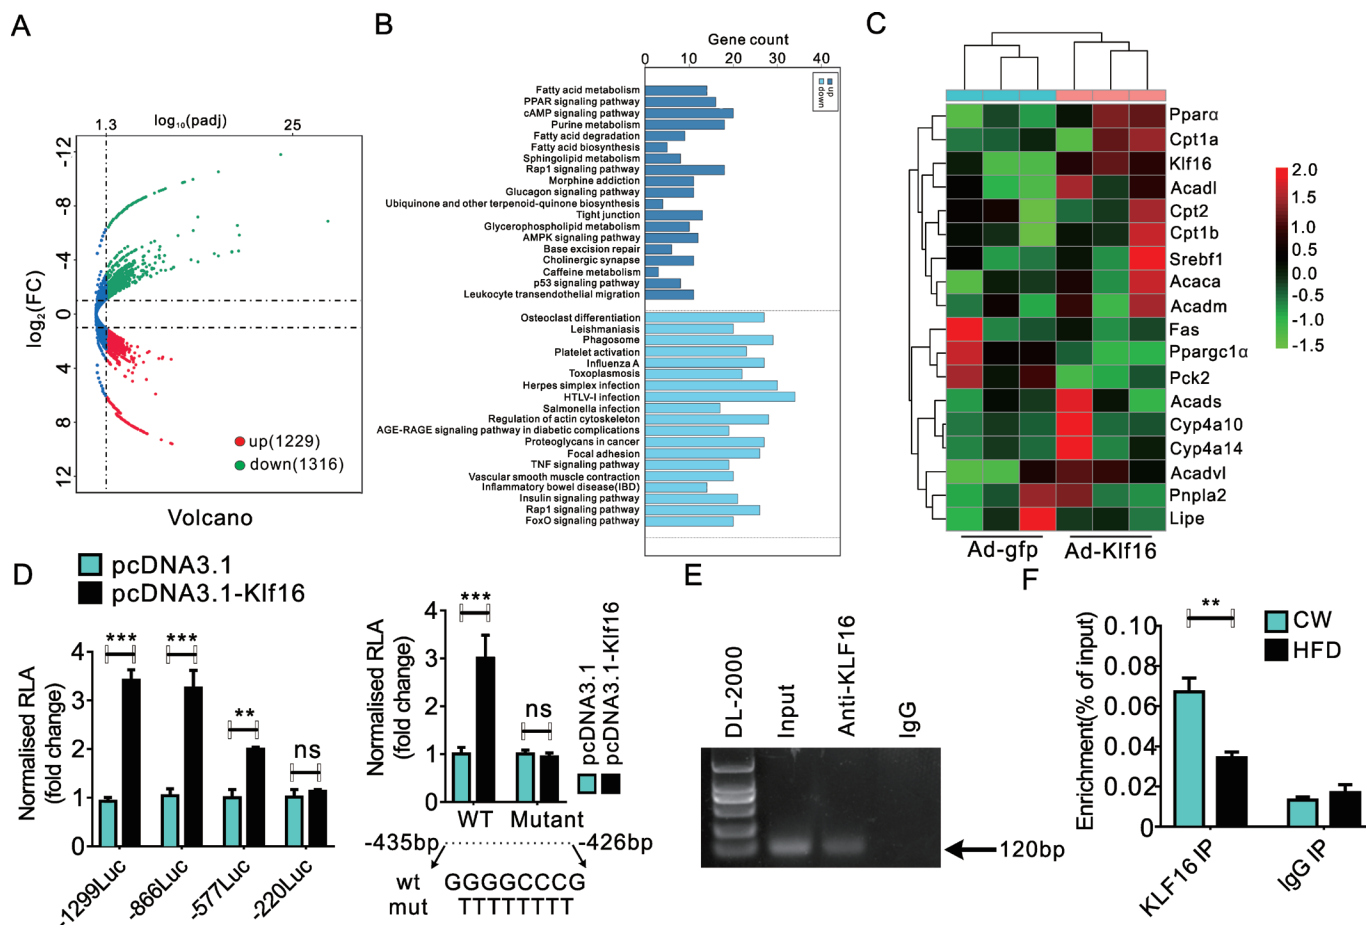 A
log10(padj)
1.3
25
-12
-8
-4
0
4
8
12
log2(FC)
up(1229)
down(1316)
Volcano
B
Gene count
0 10 20 30 40
up
down
Fatty acid metabolism
PPAR signaling pathway
cAMP signaling pathway
Purine metabolism
Fatty acid degradation
Fatty acid biosynthesis
Sphingolipid metabolism
Rap1 signaling pathway
Morphine addiction
Glucagon signaling pathway
Ubiquinone and other terpenoid-quinone biosynthesis
Tight junction
Glycerophospholipid metabolism
AMPK signaling pathway
Base excision repair
Cholinergic synapse
Caffeine metabolism
p53 signaling pathway
Leukocyte transendothelial migration
Osteoclast differentiation
Leishmaniasis
Phagosome
Platelet activation
Influenza A
Toxoplasmosis
Herpes simplex infection
HTLV-I infection
Salmonella infection
Regulation of actin cytoskeleton
AGE-RAGE signaling pathway in diabetic complications
Proteoglycans in cancer
Focal adhesion
TNF signaling pathway
Vascular smooth muscle contraction
Inflammatory bowel disease(IBD)
Insulin signaling pathway
Rap1 signaling pathway
FoxO signaling pathway
C
Pparα
Cpt1a
Klf16
Acadl
Cpt2
Cpt1b
Srebf1
Acaca
Acadm
Fas
Ppargc1α
Pck2
Acads
Cyp4a10
Cyp4a14
Acadvl
Pnpla2
Lipe
2.0
1.5
1.0
0.5
0.0
-0.5
-1.0
-1.5
Ad-gfp Ad-Klf16
D
pcDNA3.1
pcDNA3.1-Klf16
Normalised RLA
(fold change)
4
3
2
1
0
***
***
**
ns
-1299Luc
-866Luc
-577Luc
-220Luc
Normalised RLA
(fold change)
4
3
2
1
0
***
ns
WT Mutant
pcDNA3.1
pcDNA3.1-Klf16
-435bp -426bp
wt GGGGCCCG
mut TTTTTTTT
E
DL-2000
Input
Anti-KLF16
IgG
120bp
F
Enrichment(% of input)
0.10
0.08
0.06
0.04
0.02
0
**
CW
HFD
KLF16 IP
IgG IP